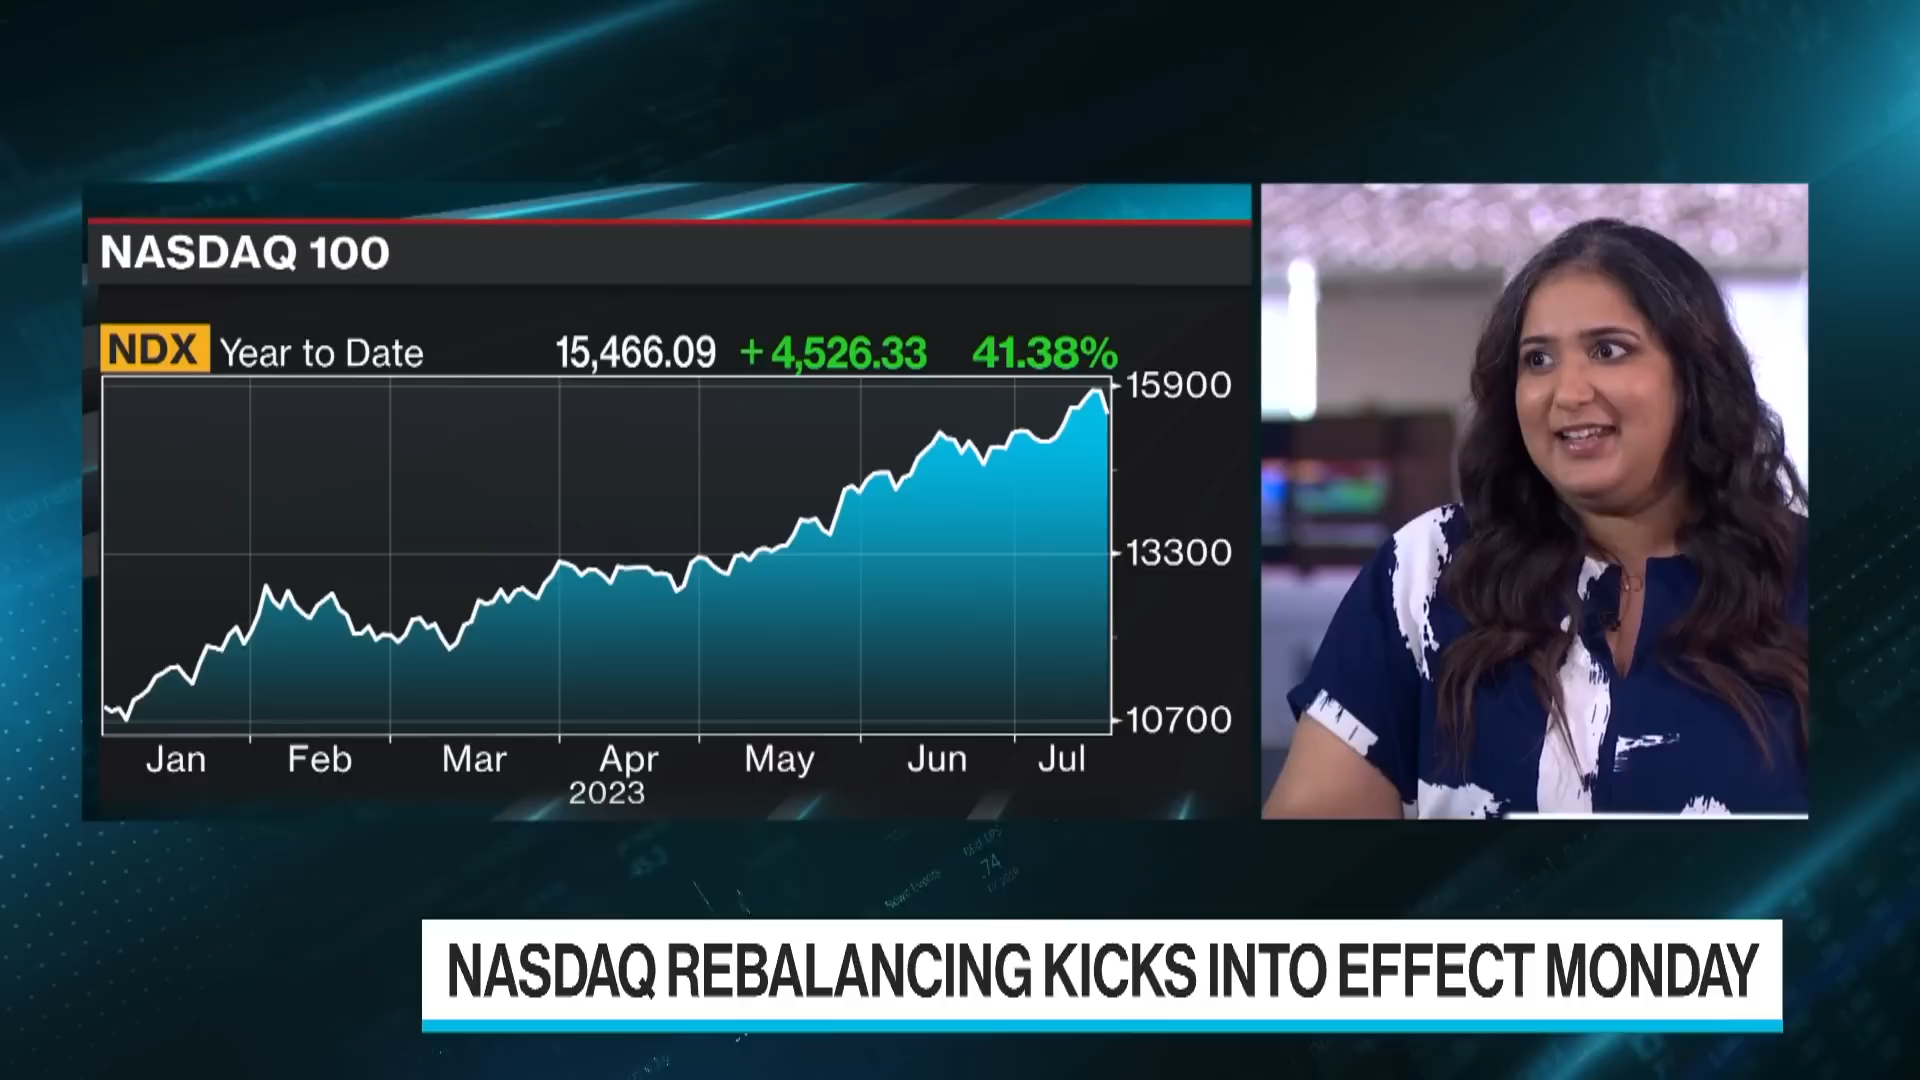 NASDAQ 100
NDX Year to Date 15,466.09 +4,526.33 41.38%
15900
13300
10700
Jan Feb Mar Apr May Jun Jul
2023
.74
NASDAQ REBALANCING KICKS INTO EFFECT MONDAY